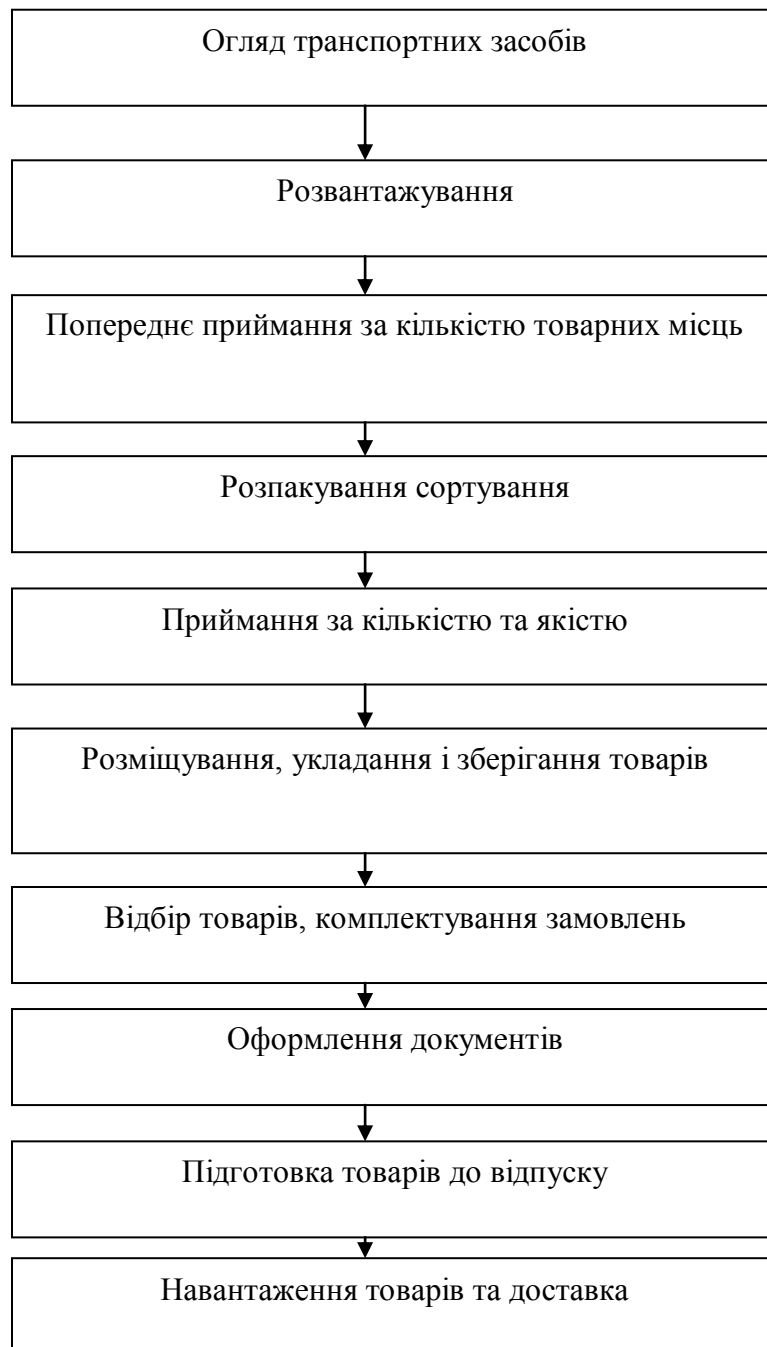 Огляд транспортних засобів
Розвантажування
Попереднє приймання за кількістю товарних місць
Розпакування сортування
Приймання за кількістю та якістю
Розміщування, укладання і зберігання товарів
Відбір товарів, комплектування замовлень
Оформлення документів
Підготовка товарів до відпуску
Навантаження товарів та доставка